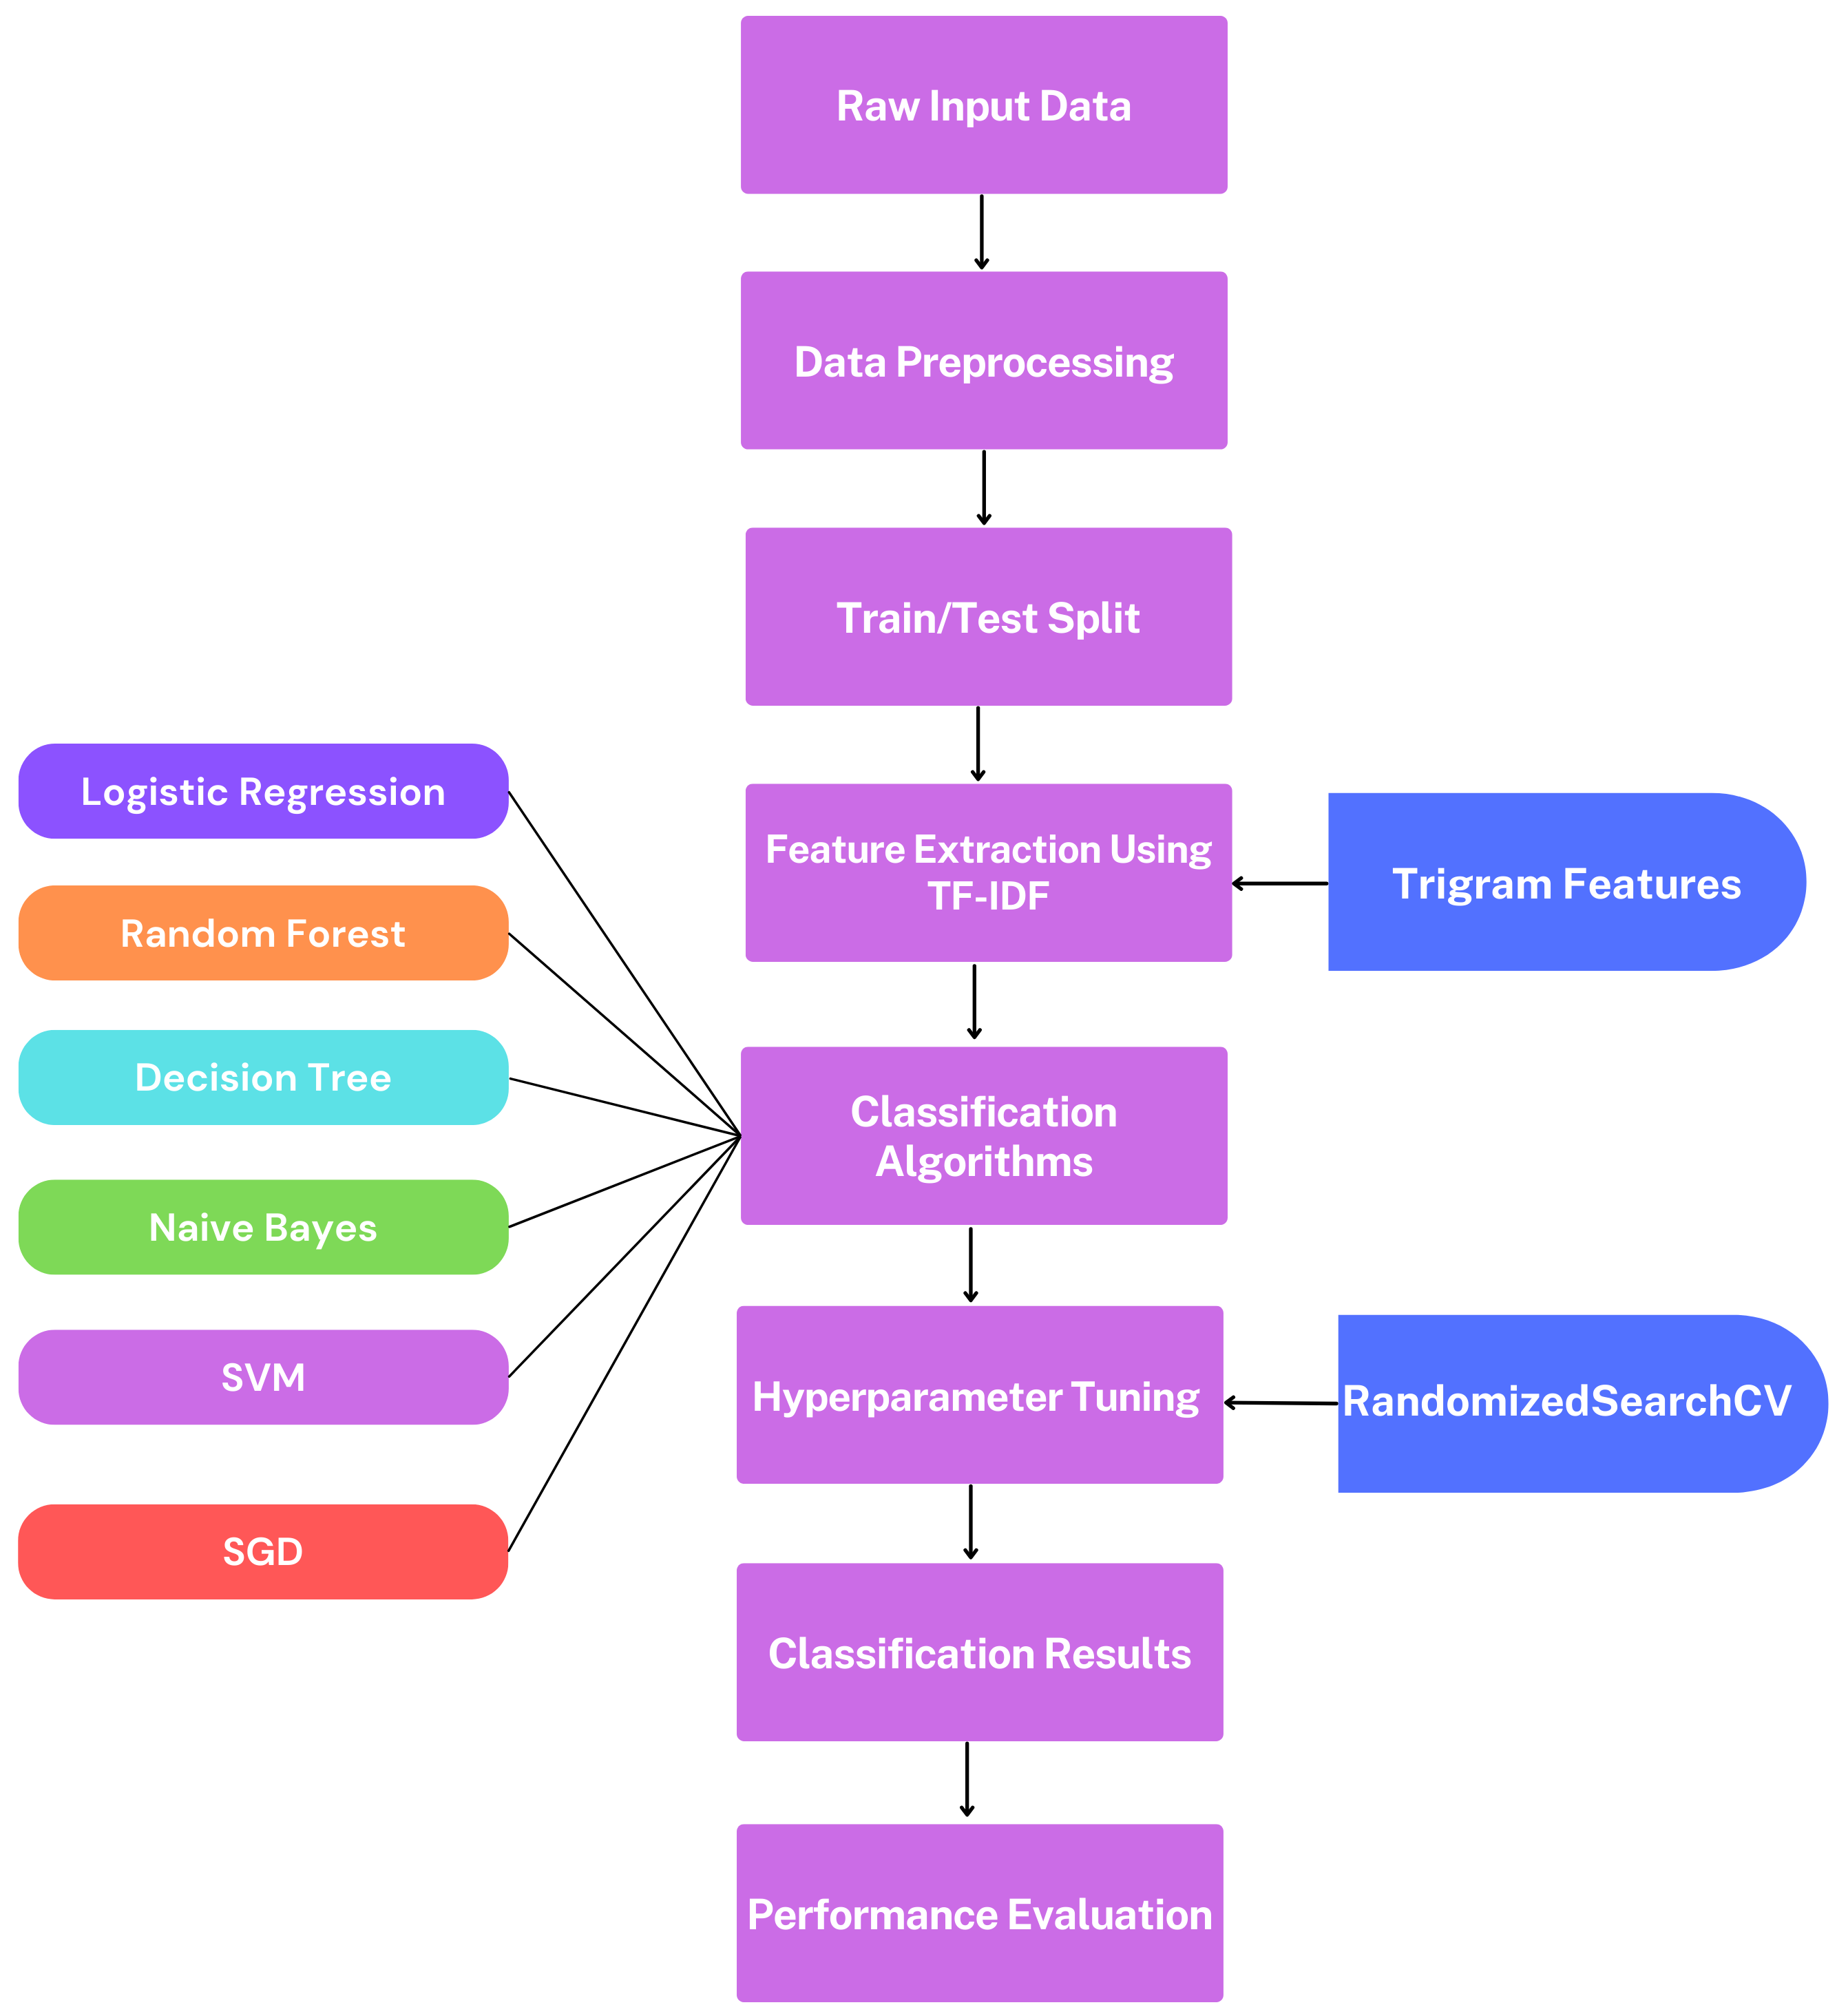 Raw Input Data
Data Preprocessing
Train/Test Split
Feature Extraction Using
TF-IDF
Trigram Features
Classification
Algorithms
Logistic Regression
Random Forest
Decision Tree
Naive Bayes
SVM
SGD
Hyperparameter Tuning
RandomizedSearchCV
Classification Results
Performance Evaluation